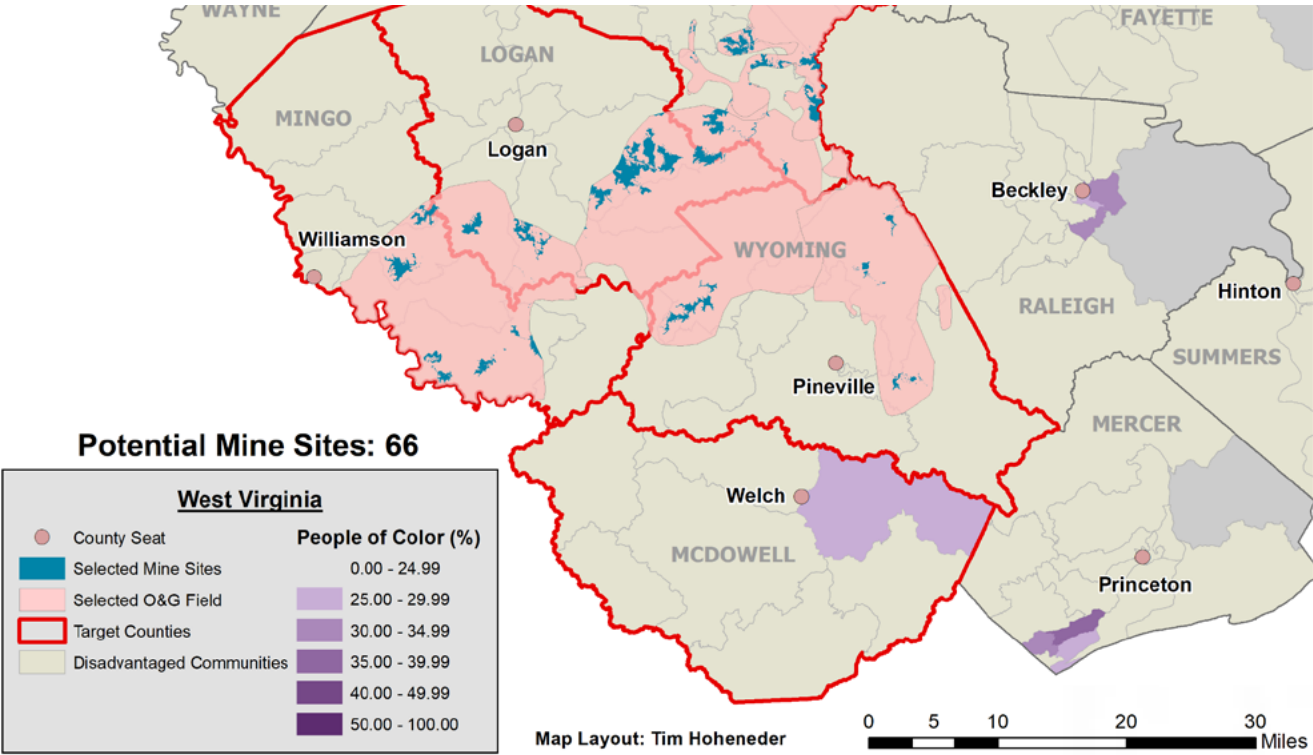 WAYNE
FAYETTE
LOGAN
MINGO
Logan
Beckley
Williamson
WYOMING
Hinton
RALEIGH
SUMMERS
Pineville
MERCER
Potential Mine Sites: 66
West Virginia
County Seat
Selected Mine Sites
Selected O&G Field
Target Counties
Disadvantaged Communities
People of Color (%)
0.00 - 24.99
25.00 - 29.99
30.00 - 34.99
35.00 - 39.99
40.00 - 49.99
50.00 - 100.00
Welch
MCDOWELL
Princeton
Map Layout: Tim Hoheneder
0 5 10 20 30
Miles